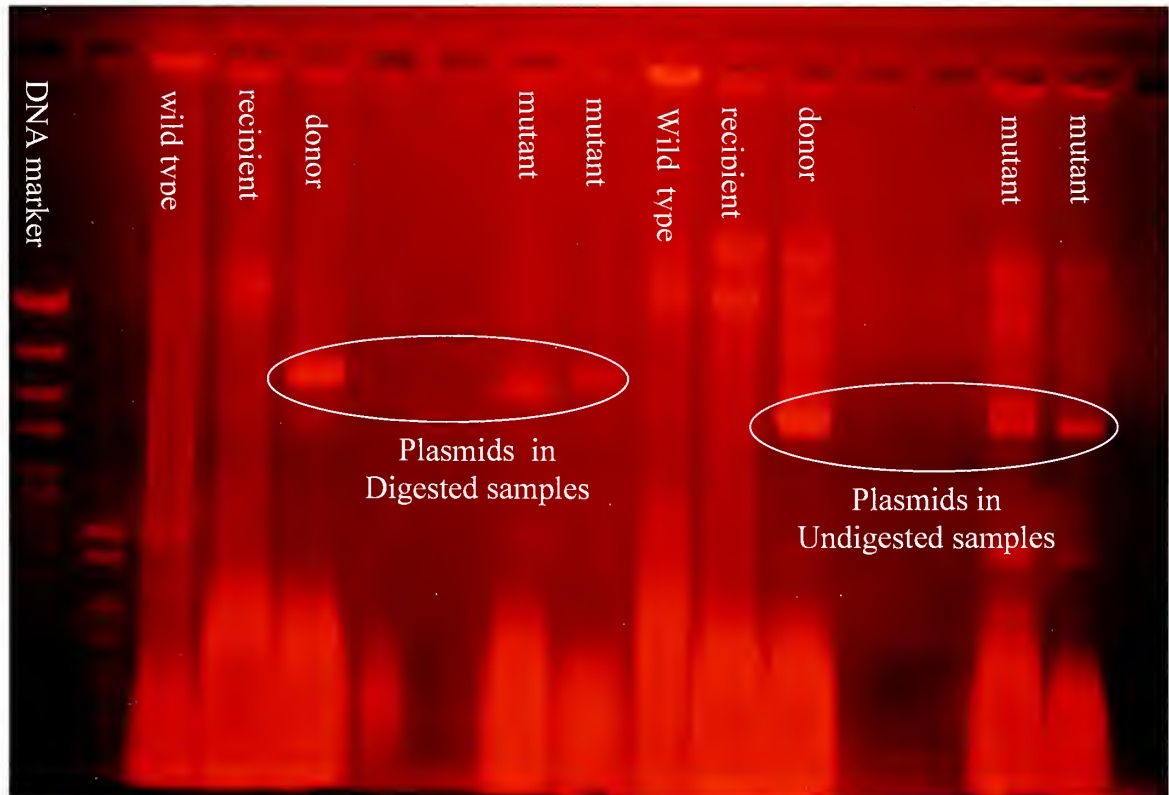 DNA marker
wild type
recipient
donor
mutant
mutant
Wild type
recipient
donor
mutant
mutant
Plasmids in
Digested samples
Plasmids in
Undigested samples